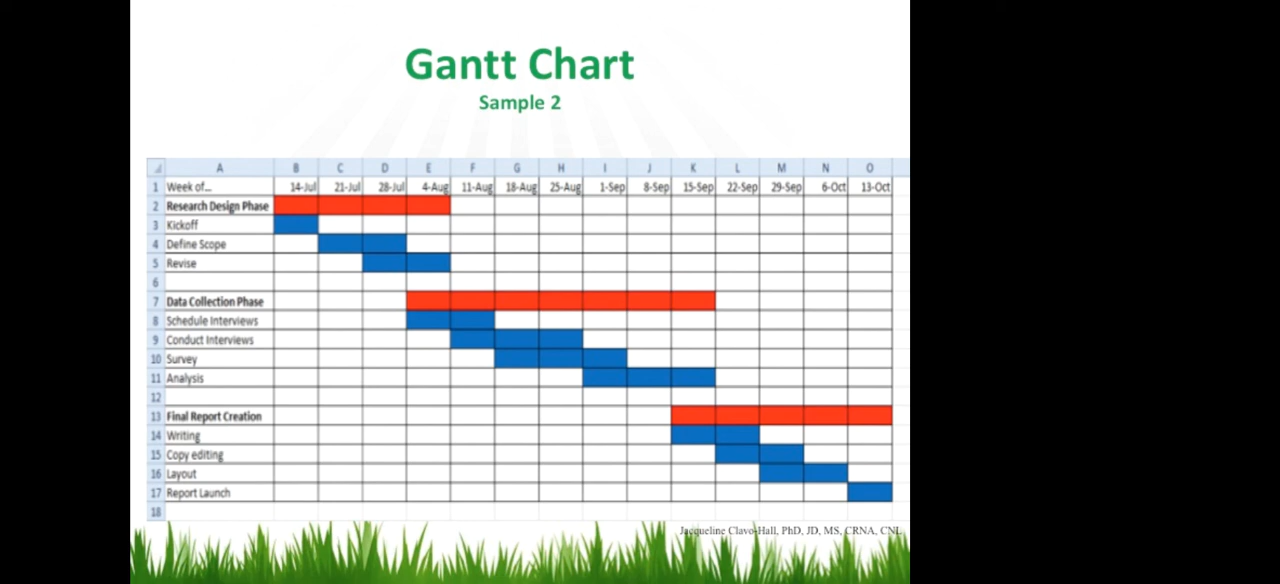 Gantt Chart
Sample 2
A B C D E F G H I J K L M N O
1 Week of... 14-Jul 21-Jul 28-Jul 4-Aug 11-Aug 18-Aug 25-Aug 1-Sep 8-Sep 15-Sep 22-Sep 29-Sep 6-Oct 13-Oct
2 Research Design Phase
3 Kickoff
4 Define Scope
5 Revise
6
7 Data Collection Phase
8 Schedule Interviews
9 Conduct Interviews
10 Survey
11 Analysis
12
13 Final Report Creation
14 Writing
15 Copy editing
16 Layout
17 Report Launch
18
Jacqueline Clavo-Hall, PhD, JD, MS, CRNA, CNL